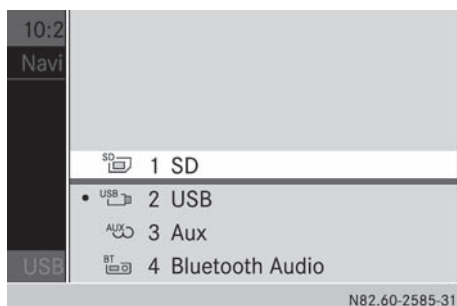 10:2
Navi
SD 1 SD
• USB 2 USB
AUX 3 Aux
USB
BT 4 Bluetooth Audio
N82.60-2585-31